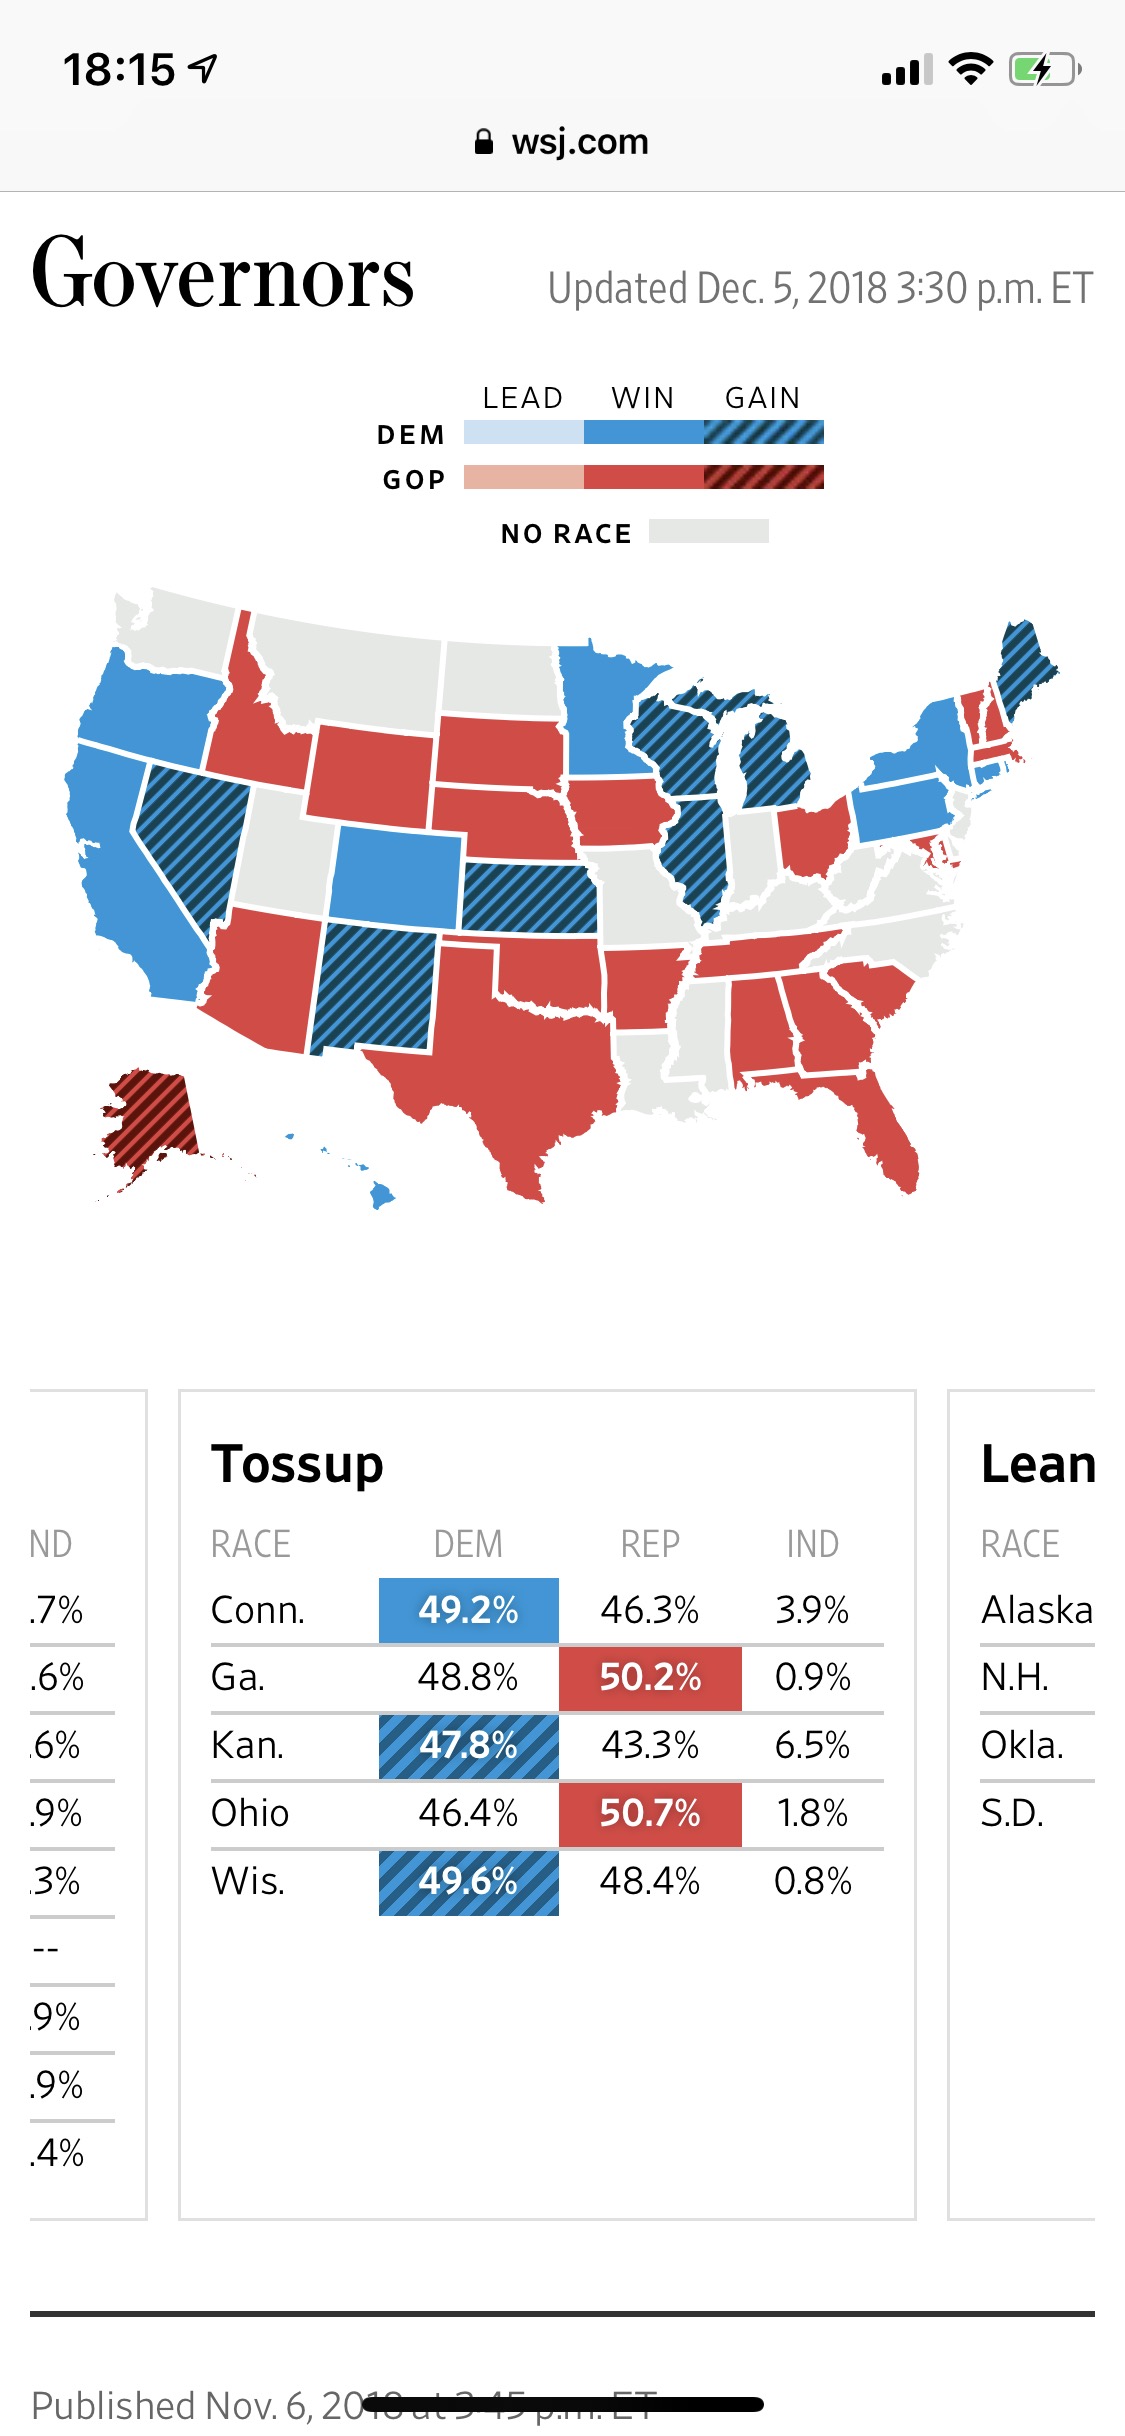 18:15
wsj.com
Governors
Updated Dec. 5, 2018 3:30 p.m. ET
LEAD WIN GAIN
DEM
GOP
NO RACE
Tossup
Lean
ND
RACE DEM REP IND
RACE
.7%
Conn. 49.2% 46.3% 3.9%
Alaska
.6%
Ga. 48.8% 50.2% 0.9%
N.H.
.6%
Kan. 47.8% 43.3% 6.5%
Okla.
.9%
Ohio 46.4% 50.7% 1.8%
S.D.
.3%
Wis. 49.6% 48.4% 0.8%
--
.9%
.9%
.4%
Published Nov. 6, 2018 at 3:45 p.m. ET